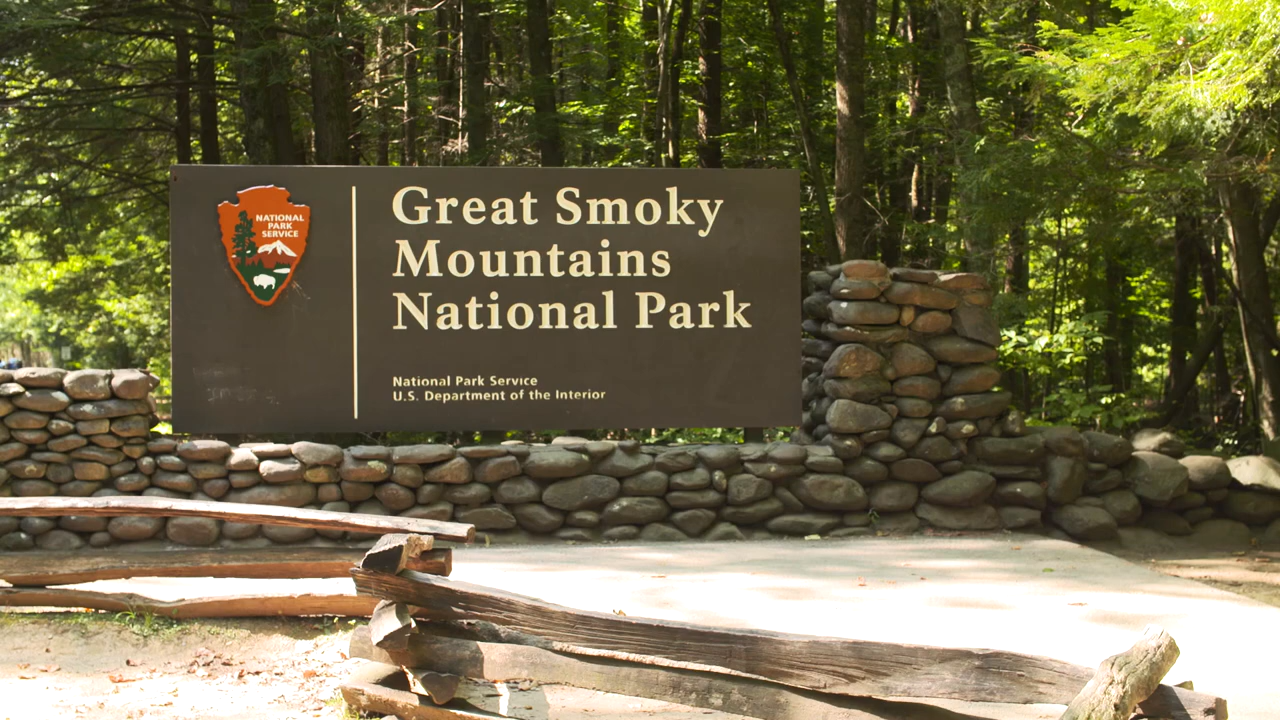 NATIONAL
PARK
SERVICE
Great Smoky
Mountains
National Park
National Park Service
U.S. Department of the Interior